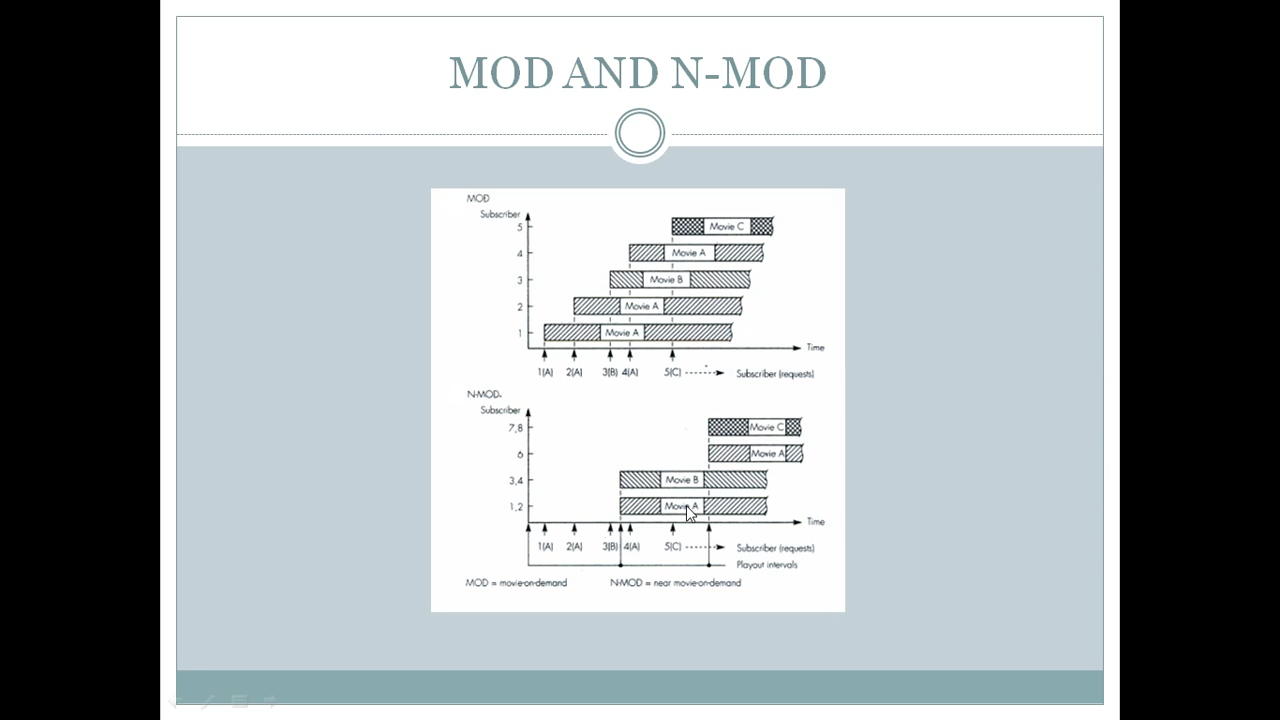 MOD AND N-MOD
MOD
Subscriber
5
Movie C
4
Movie A
3
Movie B
2
Movie A
1
Movie A
Time
1(A) 2(A) 3(B) 4(A) 5(C) Subscriber (requests)
N-MOD.
Subscriber
7,8
Movie C
6
Movie A
3,4
Movie B
1,2
Movie A
Time
1(A) 2(A) 3(B) 4(A) 5(C) Subscriber (requests)
Playout intervals
MOD = movie-on-demand N-MOD = near movie-on-demand